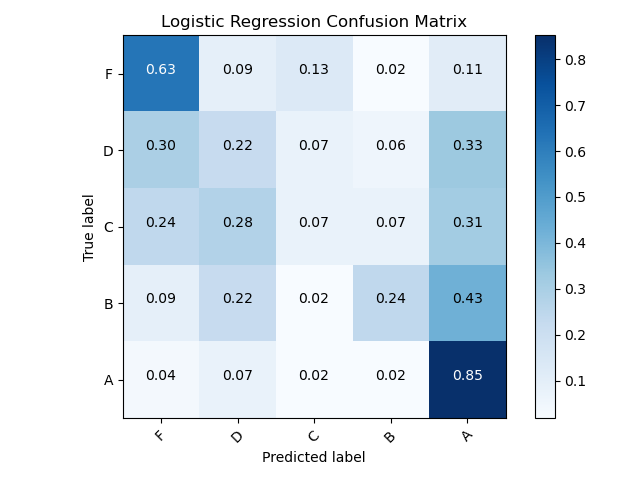 Logistic Regression Confusion Matrix
F 0.63 0.09 0.13 0.02 0.11
D 0.30 0.22 0.07 0.06 0.33
C 0.24 0.28 0.07 0.07 0.31
B 0.09 0.22 0.02 0.24 0.43
A 0.04 0.07 0.02 0.02 0.85
F D C B A
True label
Predicted label
0.8
0.7
0.6
0.5
0.4
0.3
0.2
0.1